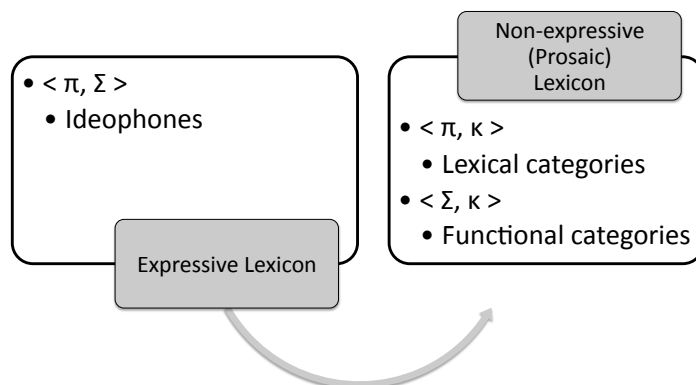 • < π, Σ >
• Ideophones
Expressive Lexicon
Non-expressive
(Prosaic)
Lexicon
• < π, κ >
• Lexical categories
• < Σ, κ >
• Functional categories